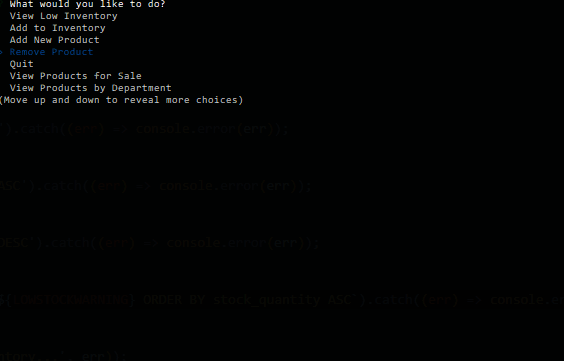 What would you like to do?
View Low Inventory
Add to Inventory
Add New Product
Remove Product
Quit
View Products for Sale
View Products by Department
(Move up and down to reveal more choices)
).catch((err) => console.error(err));
ASC`).catch((err) => console.error(err));
DESC`).catch((err) => console.error(err));
ORDER BY stock_quantity ASC`).catch((err) => console.e
err));